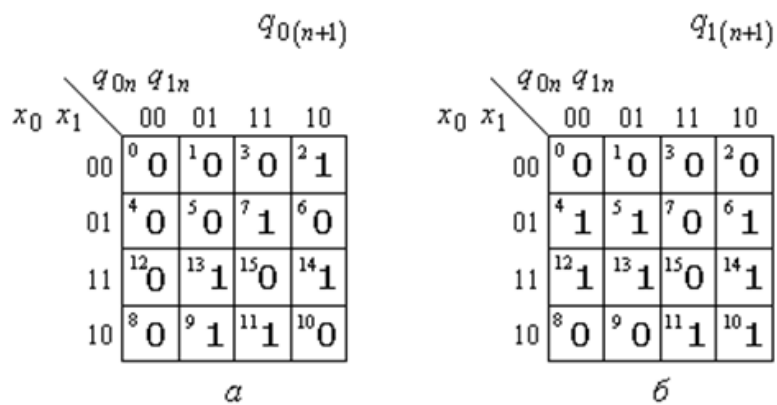 q0(n+1) q1(n+1)
q0n q1n q0n q1n
x0 x1 00 01 11 10 x0 x1 00 01 11 10
00 0 0 1 0 3 0 2 1 00 0 0 1 0 3 0 2 0
01 4 0 5 0 7 1 6 0 01 4 1 5 1 7 0 6 1
11 12 0 13 1 15 0 14 1 11 12 1 13 1 15 0 14 1
10 8 0 9 1 11 1 10 0 10 8 0 9 0 11 1 10 1
а б